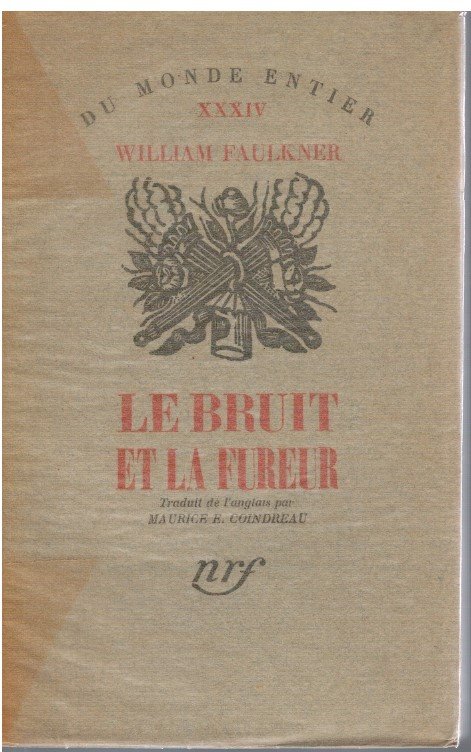 DU MONDE ENTIER
XXXIV
WILLIAM FAULKNER
LE BRUIT
ET LA FUREUR
Traduit de l'anglais par
MAURICE E. COINDREAU
nrf